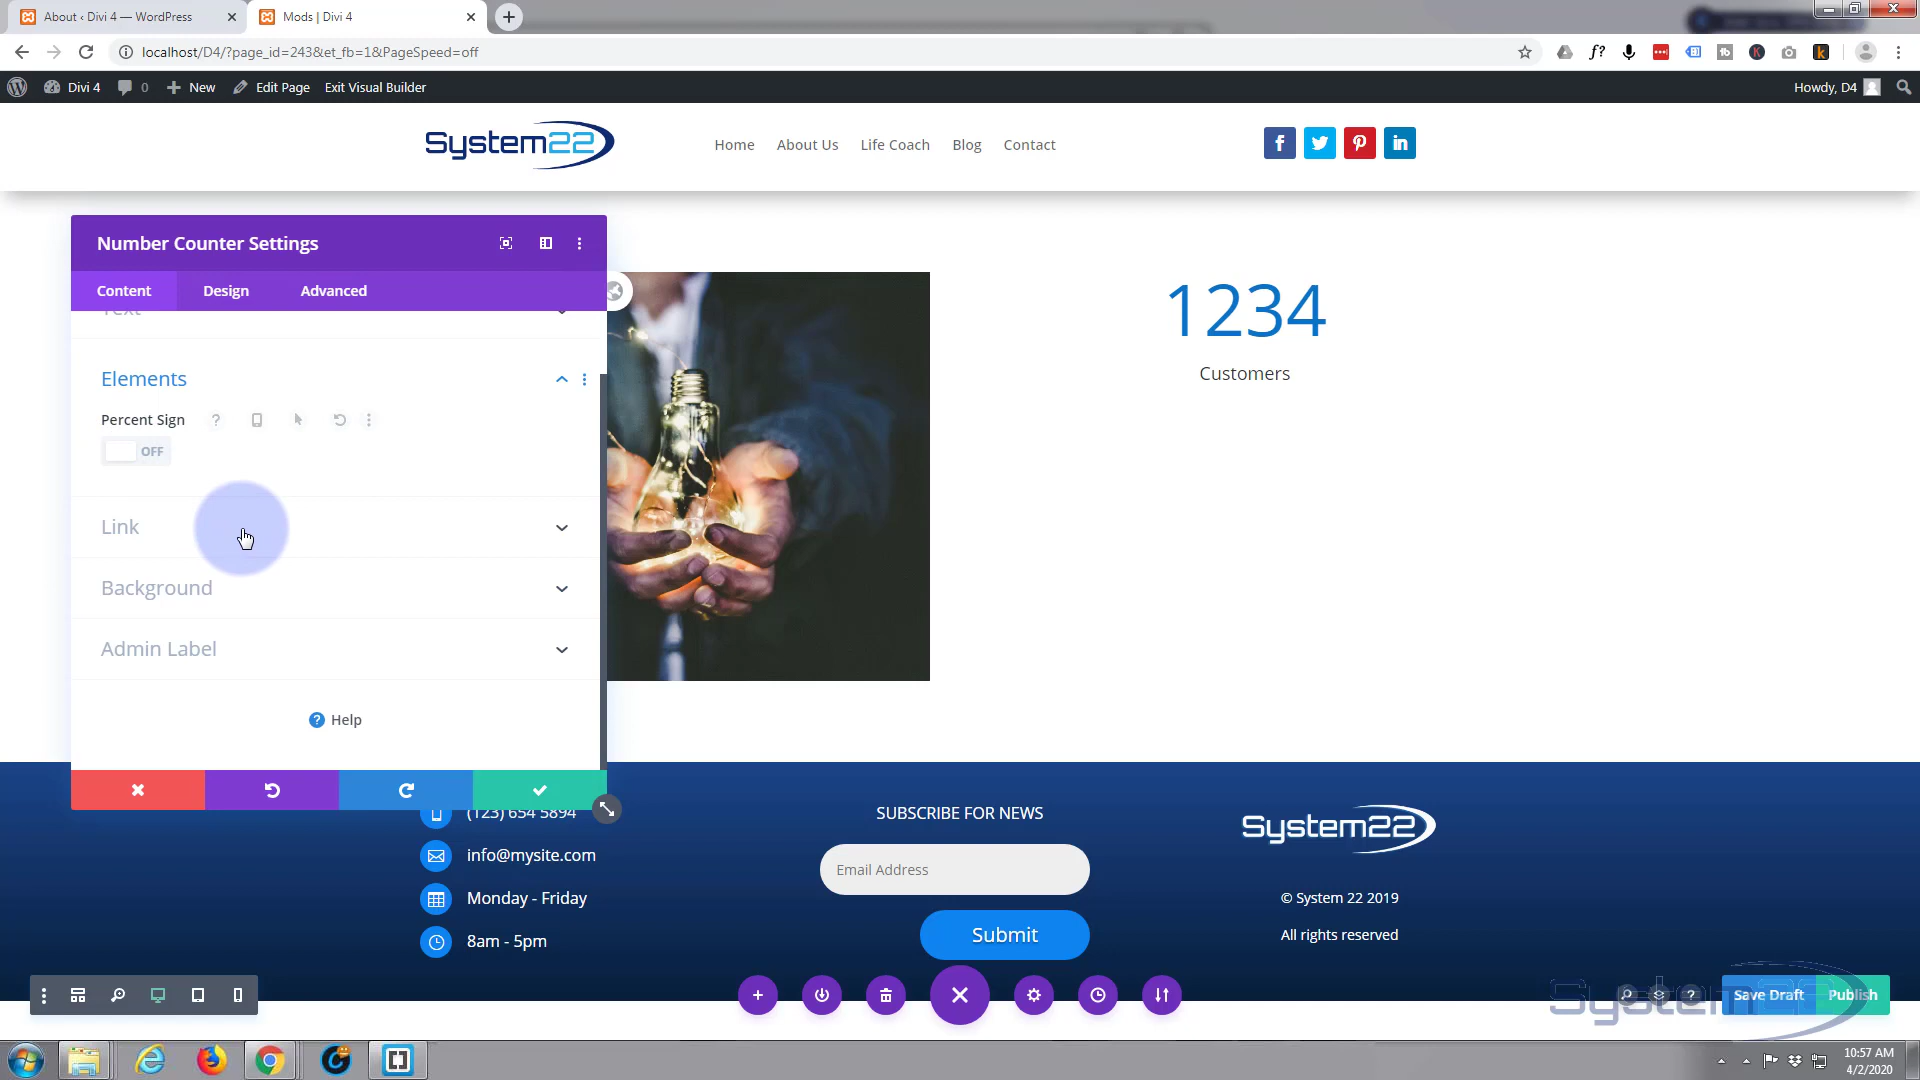 About ‹ Divi 4 — WordPress
Mods | Divi 4
localhost/D4/?page_id=243&et_fb=1&PageSpeed=off
Divi 4
0
New
Edit Page
Exit Visual Builder
Howdy, D4
System22
Home
About Us
Life Coach
Blog
Contact
Number Counter Settings
Content
Design
Advanced
Text
Elements
Percent Sign
OFF
Link
Background
Admin Label
Help
1234
Customers
(123) 654 5894
info@mysite.com
Monday - Friday
8am - 5pm
SUBSCRIBE FOR NEWS
Email Address
Submit
System22
© System 22 2019
All rights reserved
Save Draft
Publish
System22
10:57 AM
4/2/2020